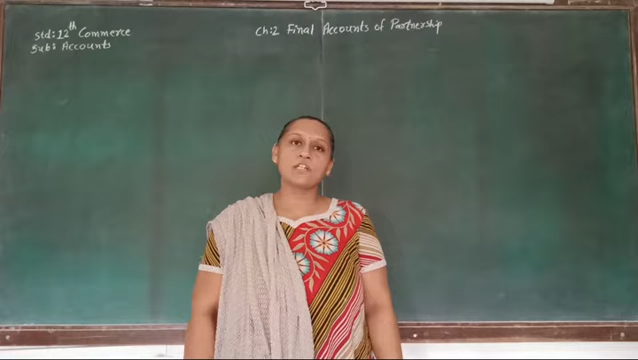 Std:12th Commerce
Sub: Accounts
Ch:2 Final Accounts of Partnership